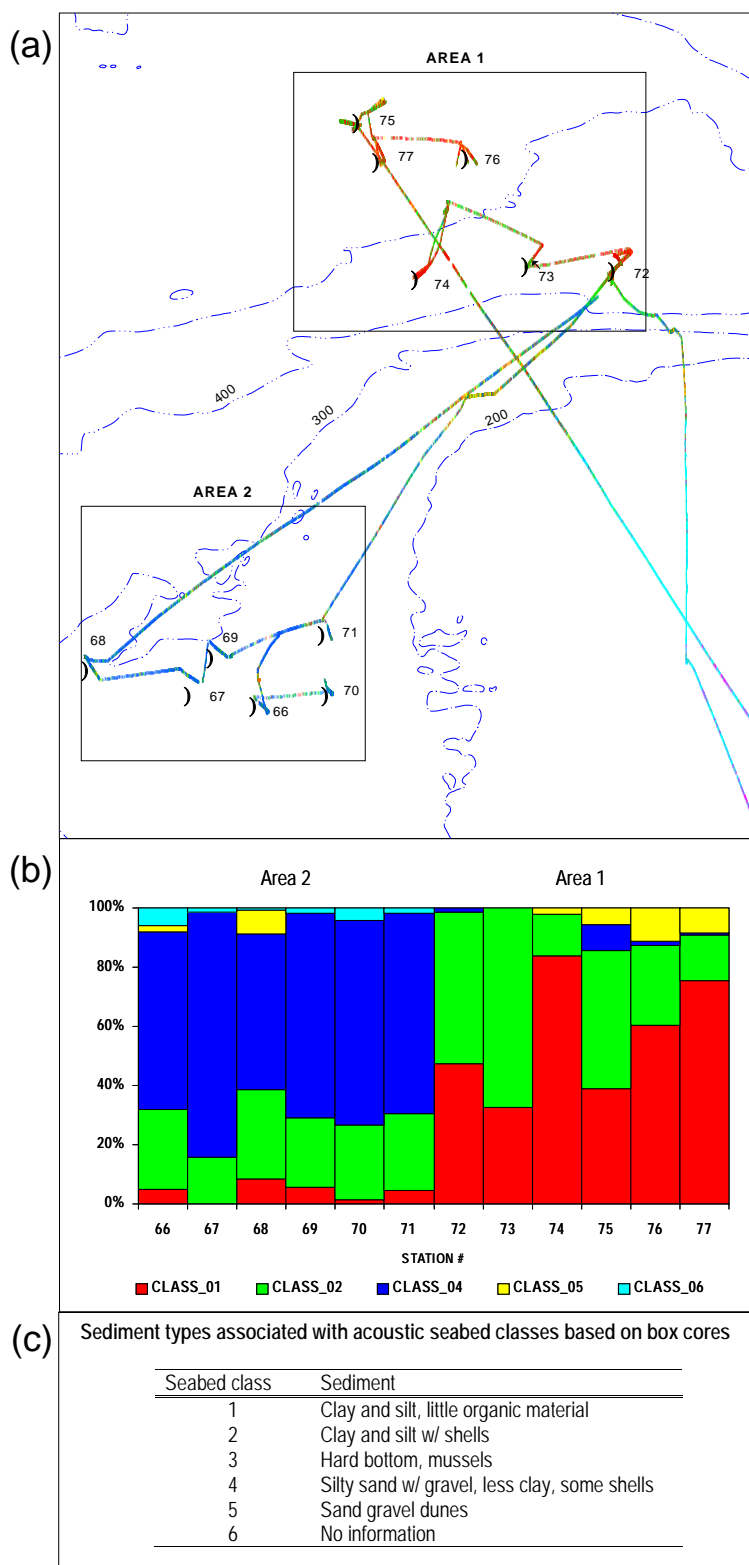 (a)
AREA 1
75
77
76
73
72
74
400
300
200
AREA 2
68
69
71
67
70
66
(b)
Area 2 Area 1
100%
80%
60%
40%
20%
0%
66 67 68 69 70 71 72 73 74 75 76 77
STATION #
CLASS_01 CLASS_02 CLASS_04 CLASS_05 CLASS_06
(c)
Sediment types associated with acoustic seabed classes based on box cores
Seabed class Sediment
1 Clay and silt, little organic material
2 Clay and silt w/ shells
3 Hard bottom, mussels
4 Silty sand w/ gravel, less clay, some shells
5 Sand gravel dunes
6 No information